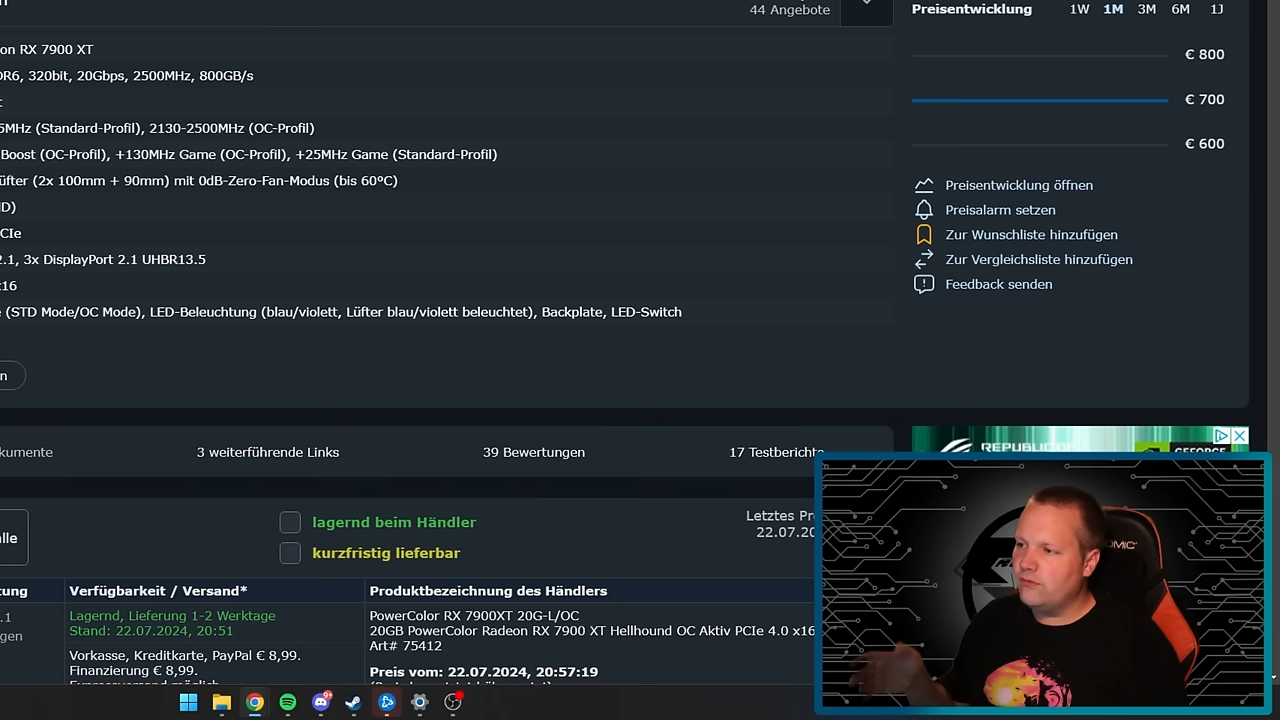 44 Angebote
Preisentwicklung
1W 1M 3M 6M 1J
on RX 7900 XT
R6, 320bit, 20Gbps, 2500MHz, 800GB/s
5MHz (Standard-Profil), 2130-2500MHz (OC-Profil)
Boost (OC-Profil), +130MHz Game (OC-Profil), +25MHz Game (Standard-Profil)
üfter (2x 100mm + 90mm) mit 0dB-Zero-Fan-Modus (bis 60°C)
D)
CIe
2.1, 3x DisplayPort 2.1 UHBR13.5
x16
(STD Mode/OC Mode), LED-Beleuchtung (blau/violett, Lüfter blau/violett beleuchtet), Backplate, LED-Switch
n
€ 800
€ 700
€ 600
Preisentwicklung öffnen
Preisalarm setzen
Zur Wunschliste hinzufügen
Zur Vergleichsliste hinzufügen
Feedback senden
kumente
3 weiterführende Links
39 Bewertungen
17 Testberichte
REPUBLIC O
GEFORCE
lle
lagernd beim Händler
kurzfristig lieferbar
Letztes Pr
22.07.20
tung
Verfügbarkeit / Versand*
Produktbezeichnung des Händlers
.1
gen
Lagernd, Lieferung 1-2 Werktage
Stand: 22.07.2024, 20:51
Vorkasse, Kreditkarte, PayPal € 8,99.
Finanzierung € 8,99.
PowerColor RX 7900XT 20G-L/OC
20GB PowerColor Radeon RX 7900 XT Hellhound OC Aktiv PCIe 4.0 x16
Art# 75412
Preis vom: 22.07.2024, 20:57:19
OMIC